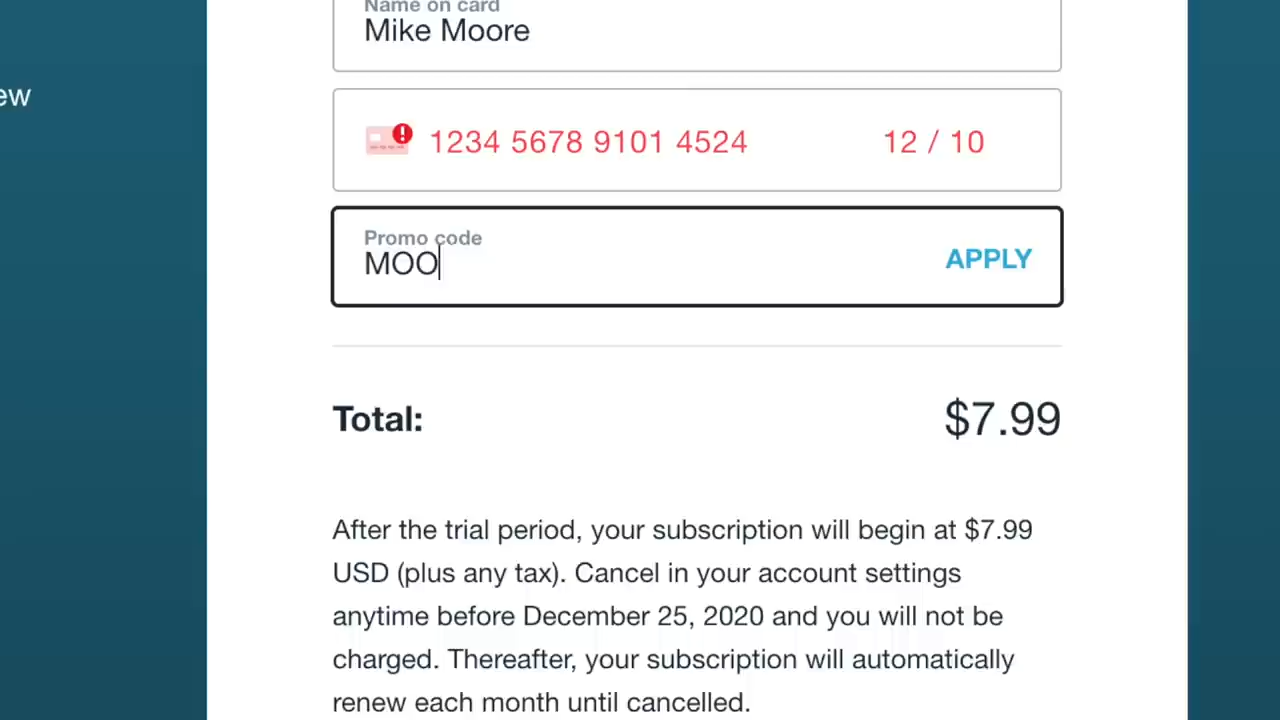 Name on card
Mike Moore
ew
1234 5678 9101 4524 12 / 10
Promo code
MOO
APPLY
Total: $7.99
After the trial period, your subscription will begin at $7.99
USD (plus any tax). Cancel in your account settings
anytime before December 25, 2020 and you will not be
charged. Thereafter, your subscription will automatically
renew each month until cancelled.